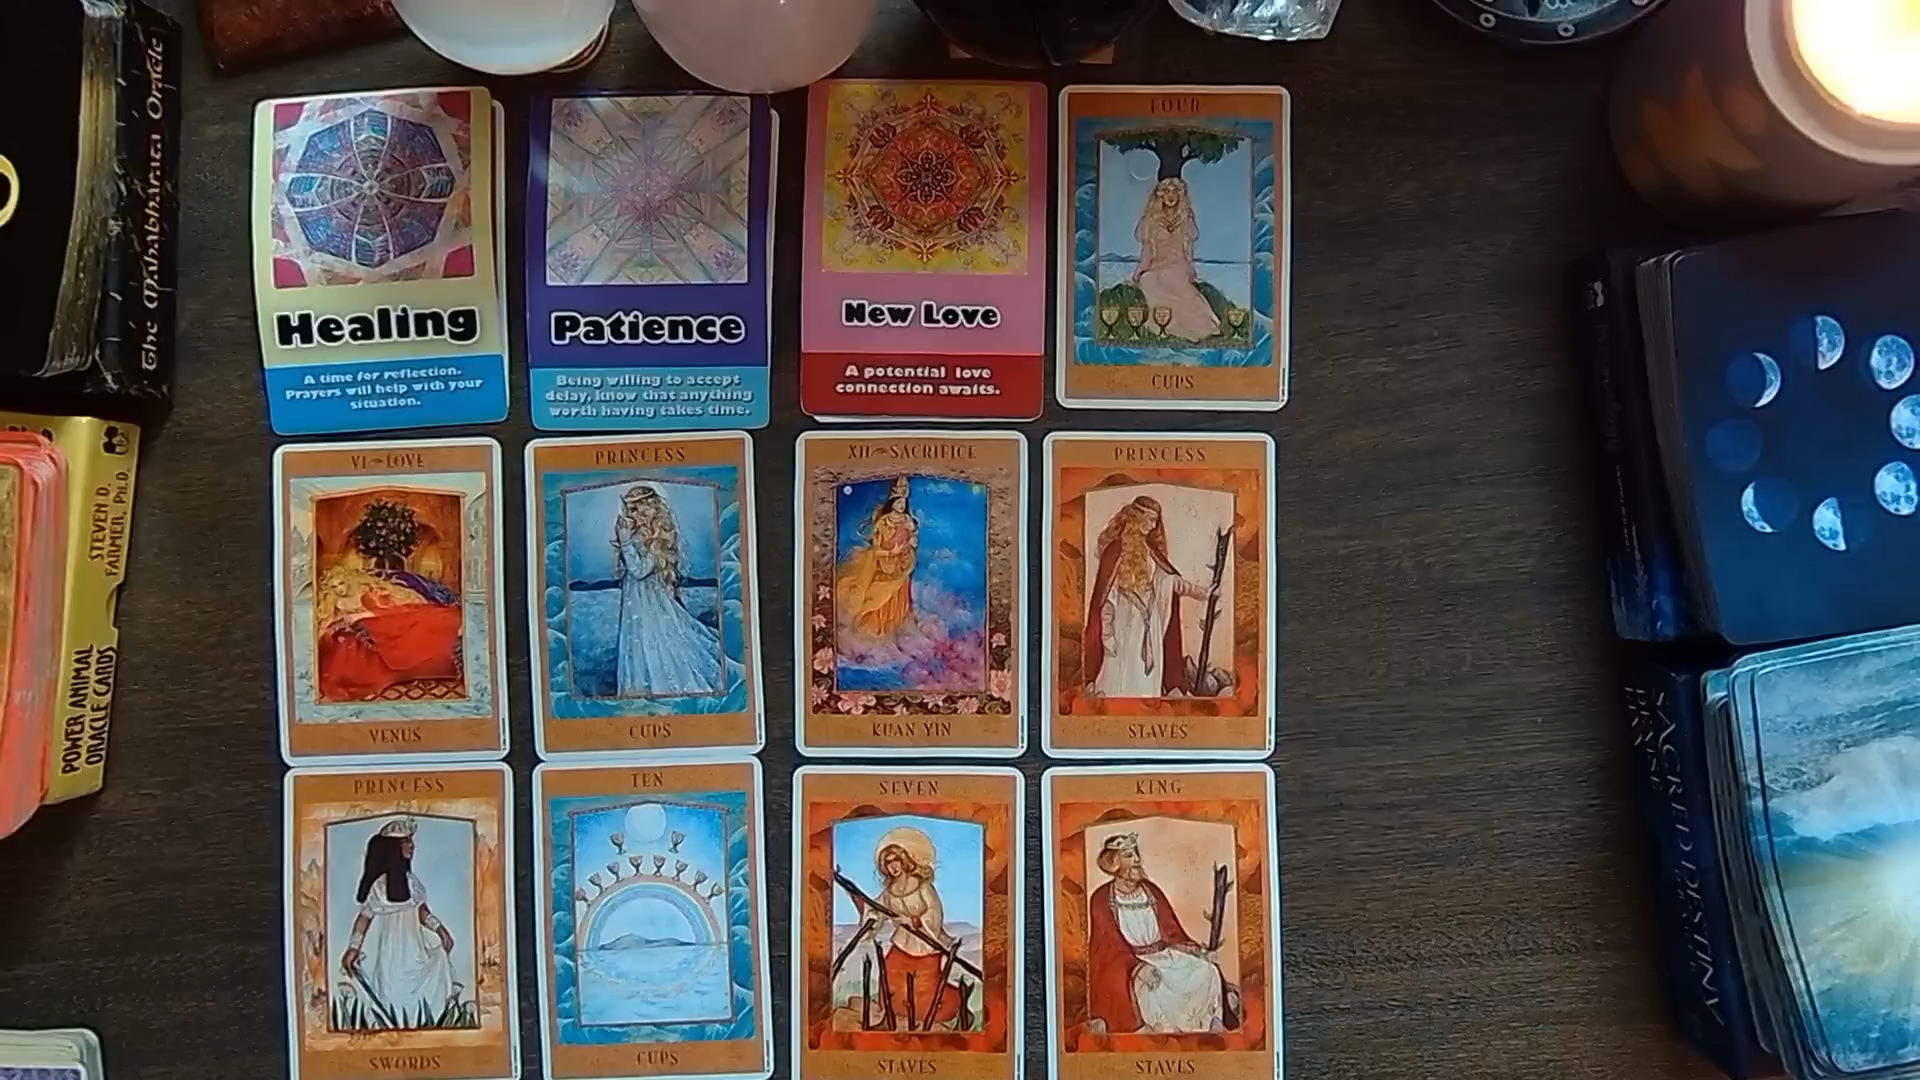 The Mahabharata Oracle
STEVEN D.
FARMER, PH.D.
POWER ANIMAL
ORACLE CARDS
Healing
A time for reflection.
Prayers will help with your
situation.
Patience
Being willing to accept
delay, know that anything
worth having takes time.
New Love
A potential love
connection awaits.
FOUR
CUPS
VI LOVE
VENUS
PRINCESS
CUPS
XII SACRIFICE
KUAN YIN
PRINCESS
STAVES
PRINCESS
SWORDS
TEN
CUPS
SEVEN
STAVES
KING
STAVES
SACRED DESTINY